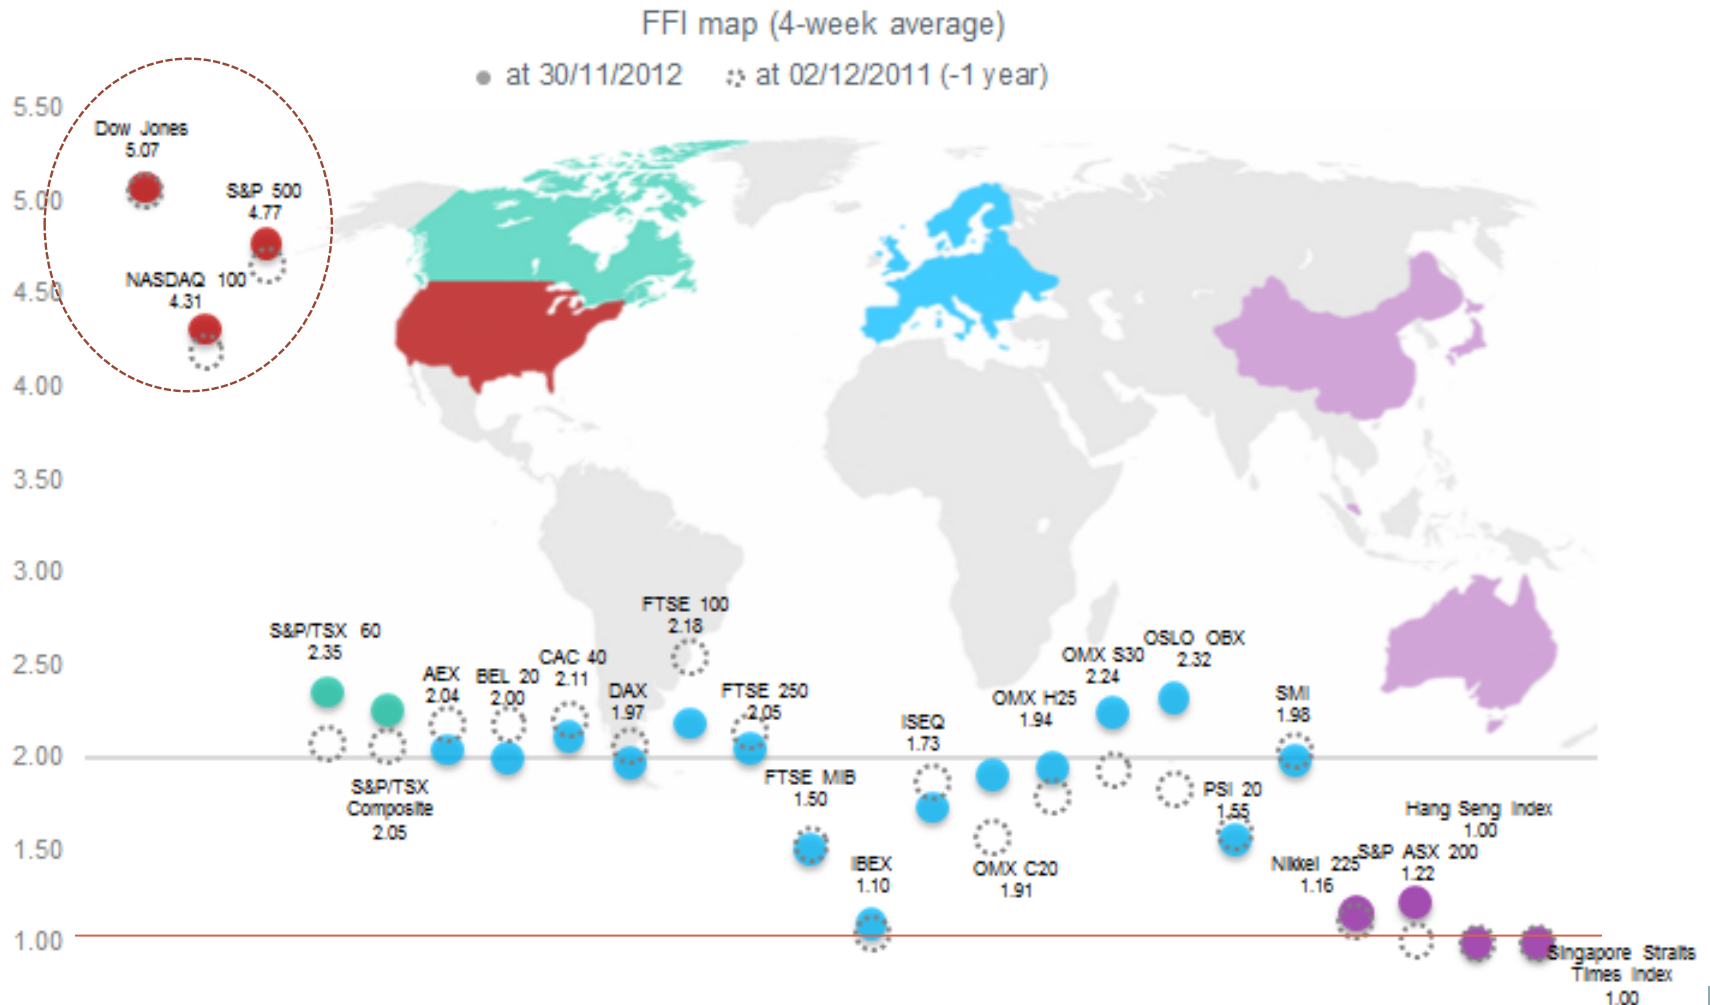 FFI map (4-week average)
at 30/11/2012
at 02/12/2011 (-1 year)
5.50
5.00
4.50
4.00
3.50
3.00
2.50
2.00
1.50
1.00
Dow Jones
5.07
S&P 500
4.77
NASDAQ 100
4.31
S&P/TSX 60
2.35
S&P/TSX
Composite
2.05
AEX
2.04
BEL 20
2.00
CAC 40
2.11
DAX
1.97
FTSE 100
2.18
FTSE 250
2.05
FTSE MIB
1.50
IBEX
1.10
ISEQ
1.73
OMX C20
1.91
OMX H25
1.94
OMX S30
2.24
OSLO OBX
2.32
PSI 20
1.55
SMI
1.98
Nikkei 225
1.16
S&P ASX 200
1.22
Hang Seng Index
1.00
Singapore Straits
Times Index
1.00